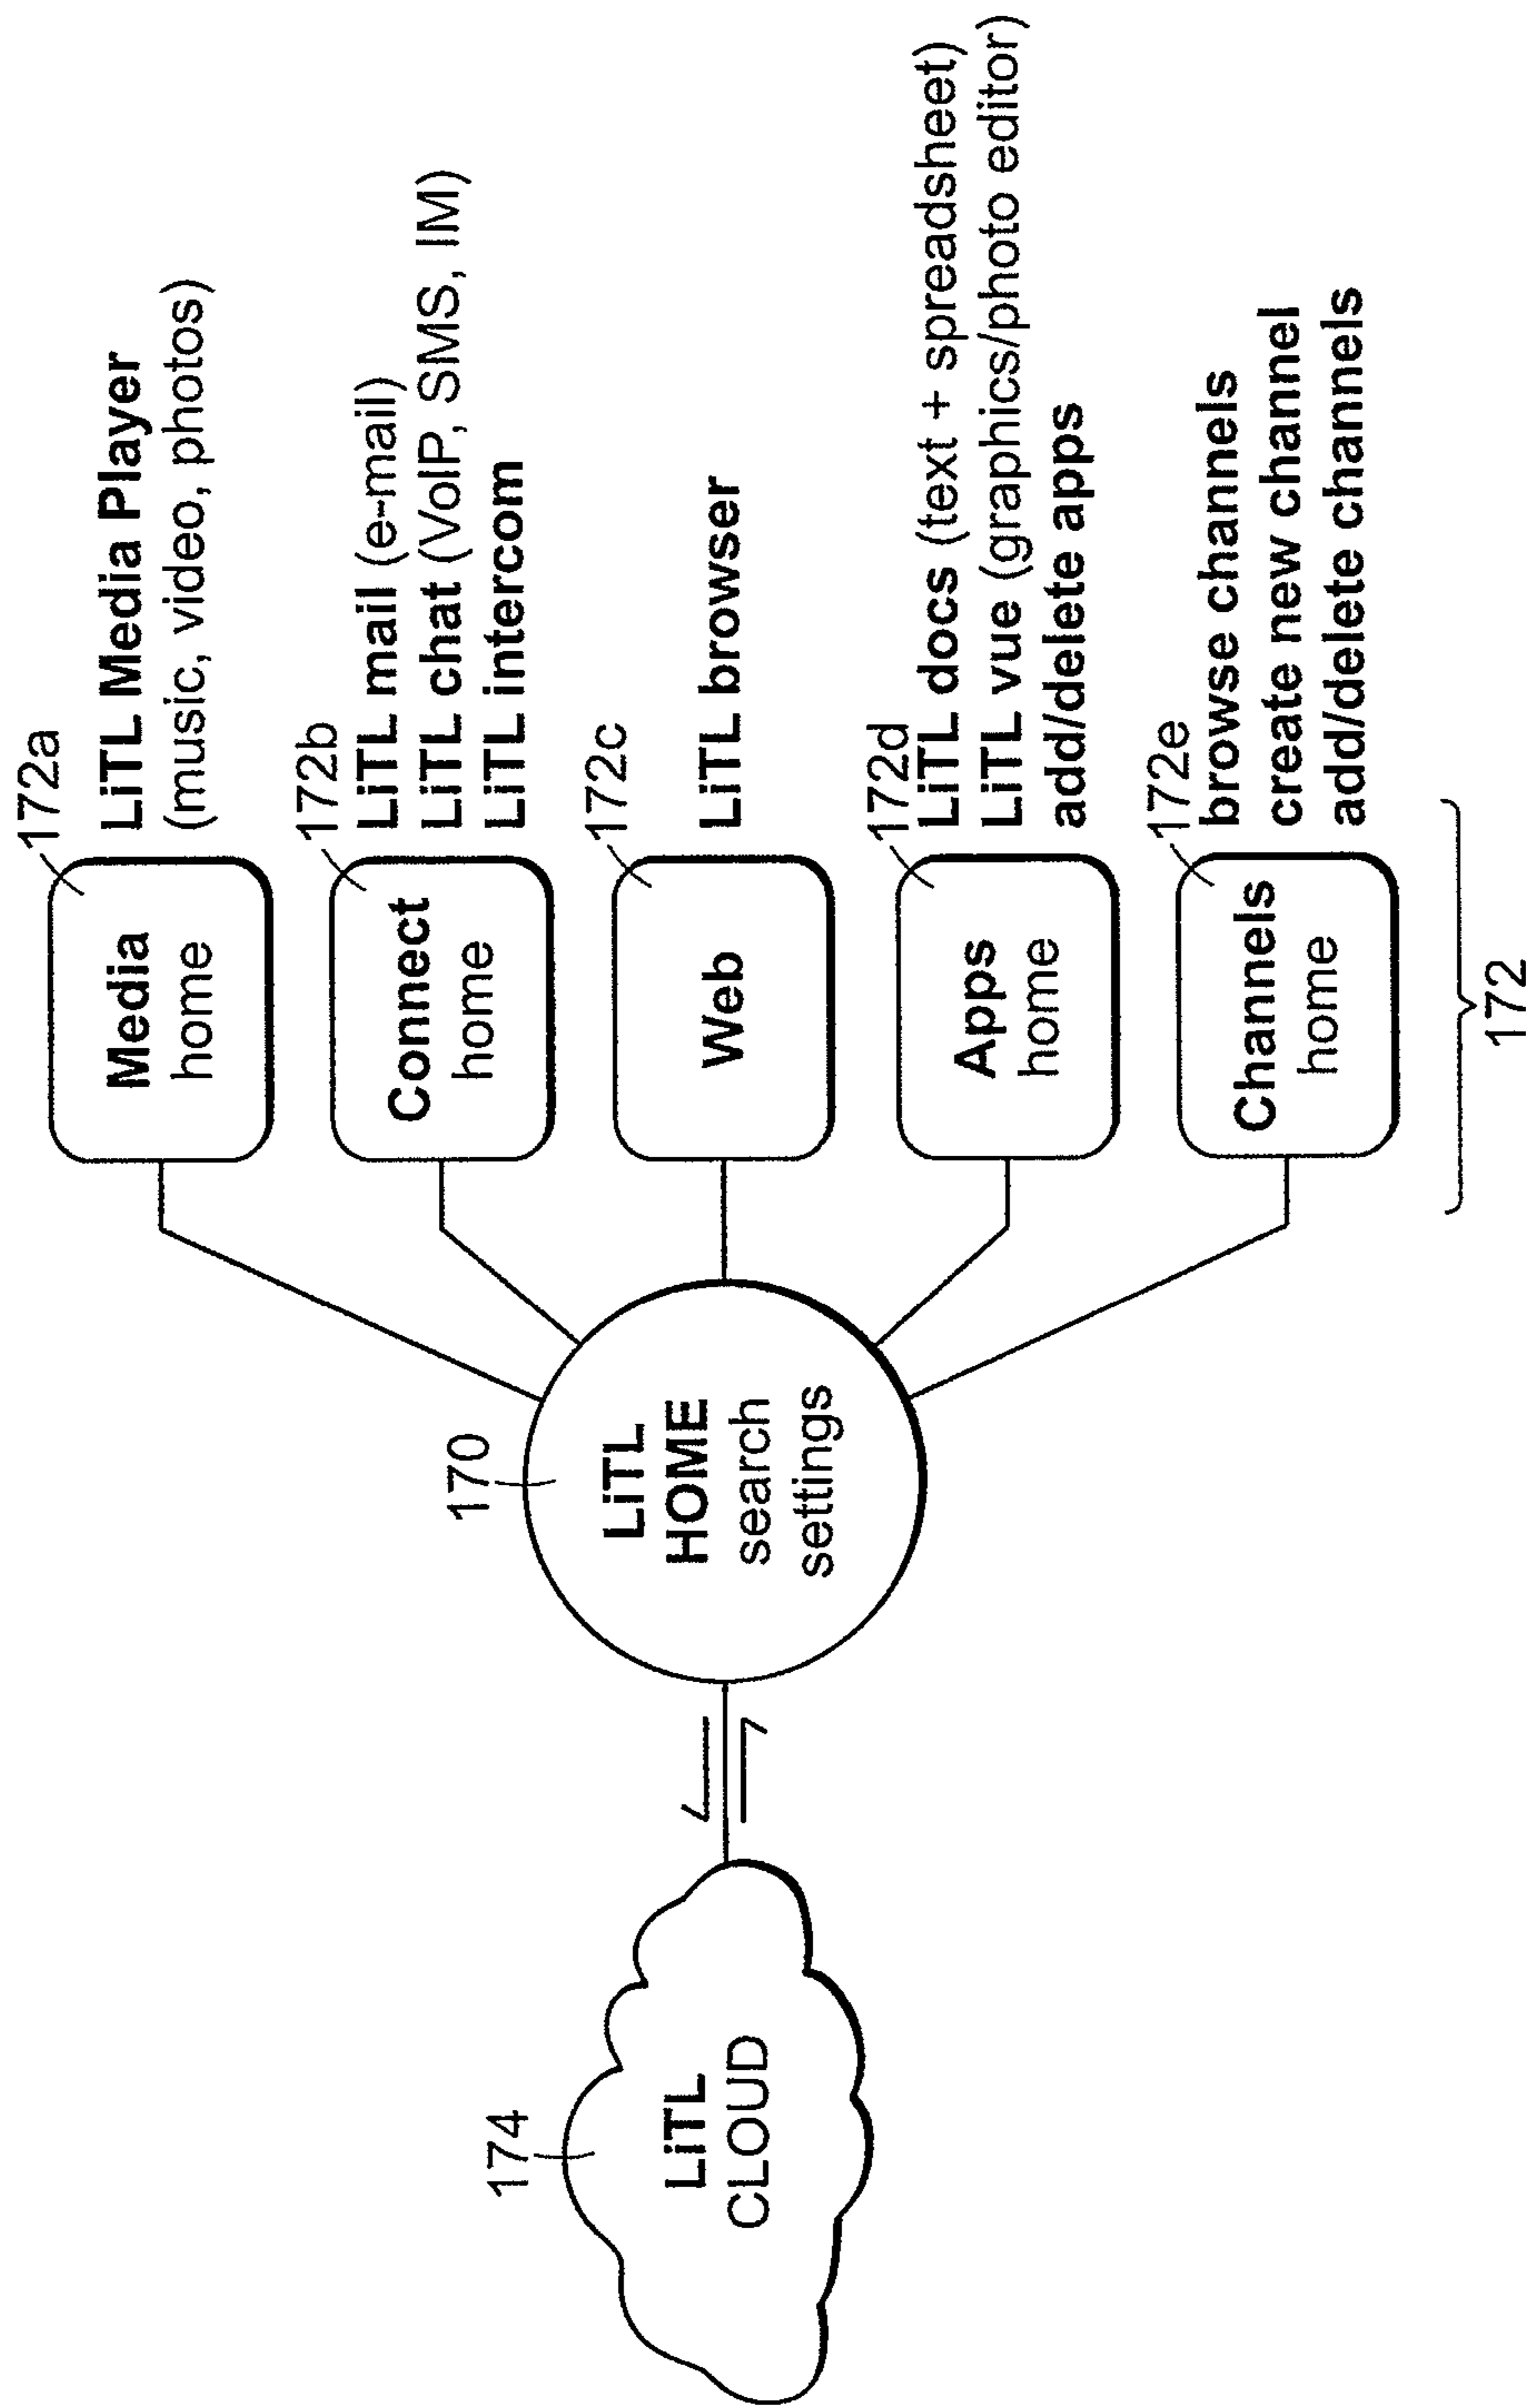 172a
Media
home
LiTL Media Player
(music, video, photos)
172b
Connect
home
LiTL mail (e-mail)
LiTL chat (VoIP, SMS, IM)
LiTL intercom
172c
Web
LiTL browser
172d
Apps
home
LiTL docs (text + spreadsheet)
LiTL vue (graphics/photo editor)
add/delete apps
172e
Channels
home
browse channels
create new channel
add/delete channels
172
170
LiTL
HOME
search
settings
174
LiTL
CLOUD